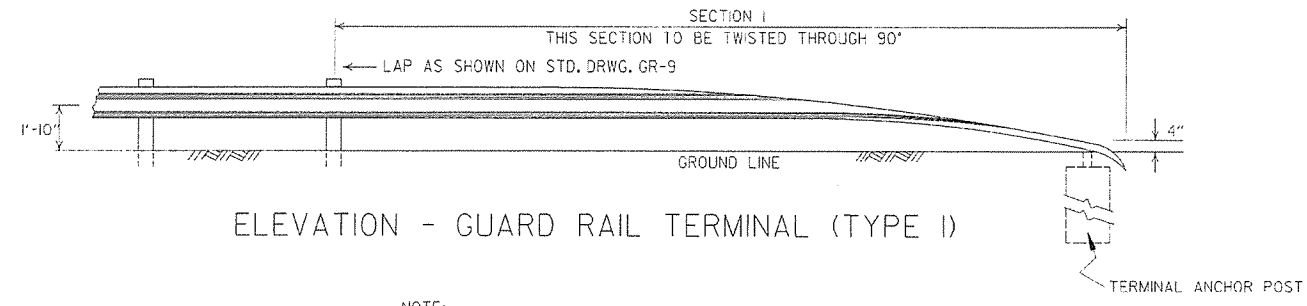 SECTION I
THIS SECTION TO BE TWISTED THROUGH 90°
LAP AS SHOWN ON STD. DRWG. GR-9
1'-10"
4"
GROUND LINE
ELEVATION - GUARD RAIL TERMINAL (TYPE I)
TERMINAL ANCHOR POST
NOTE: